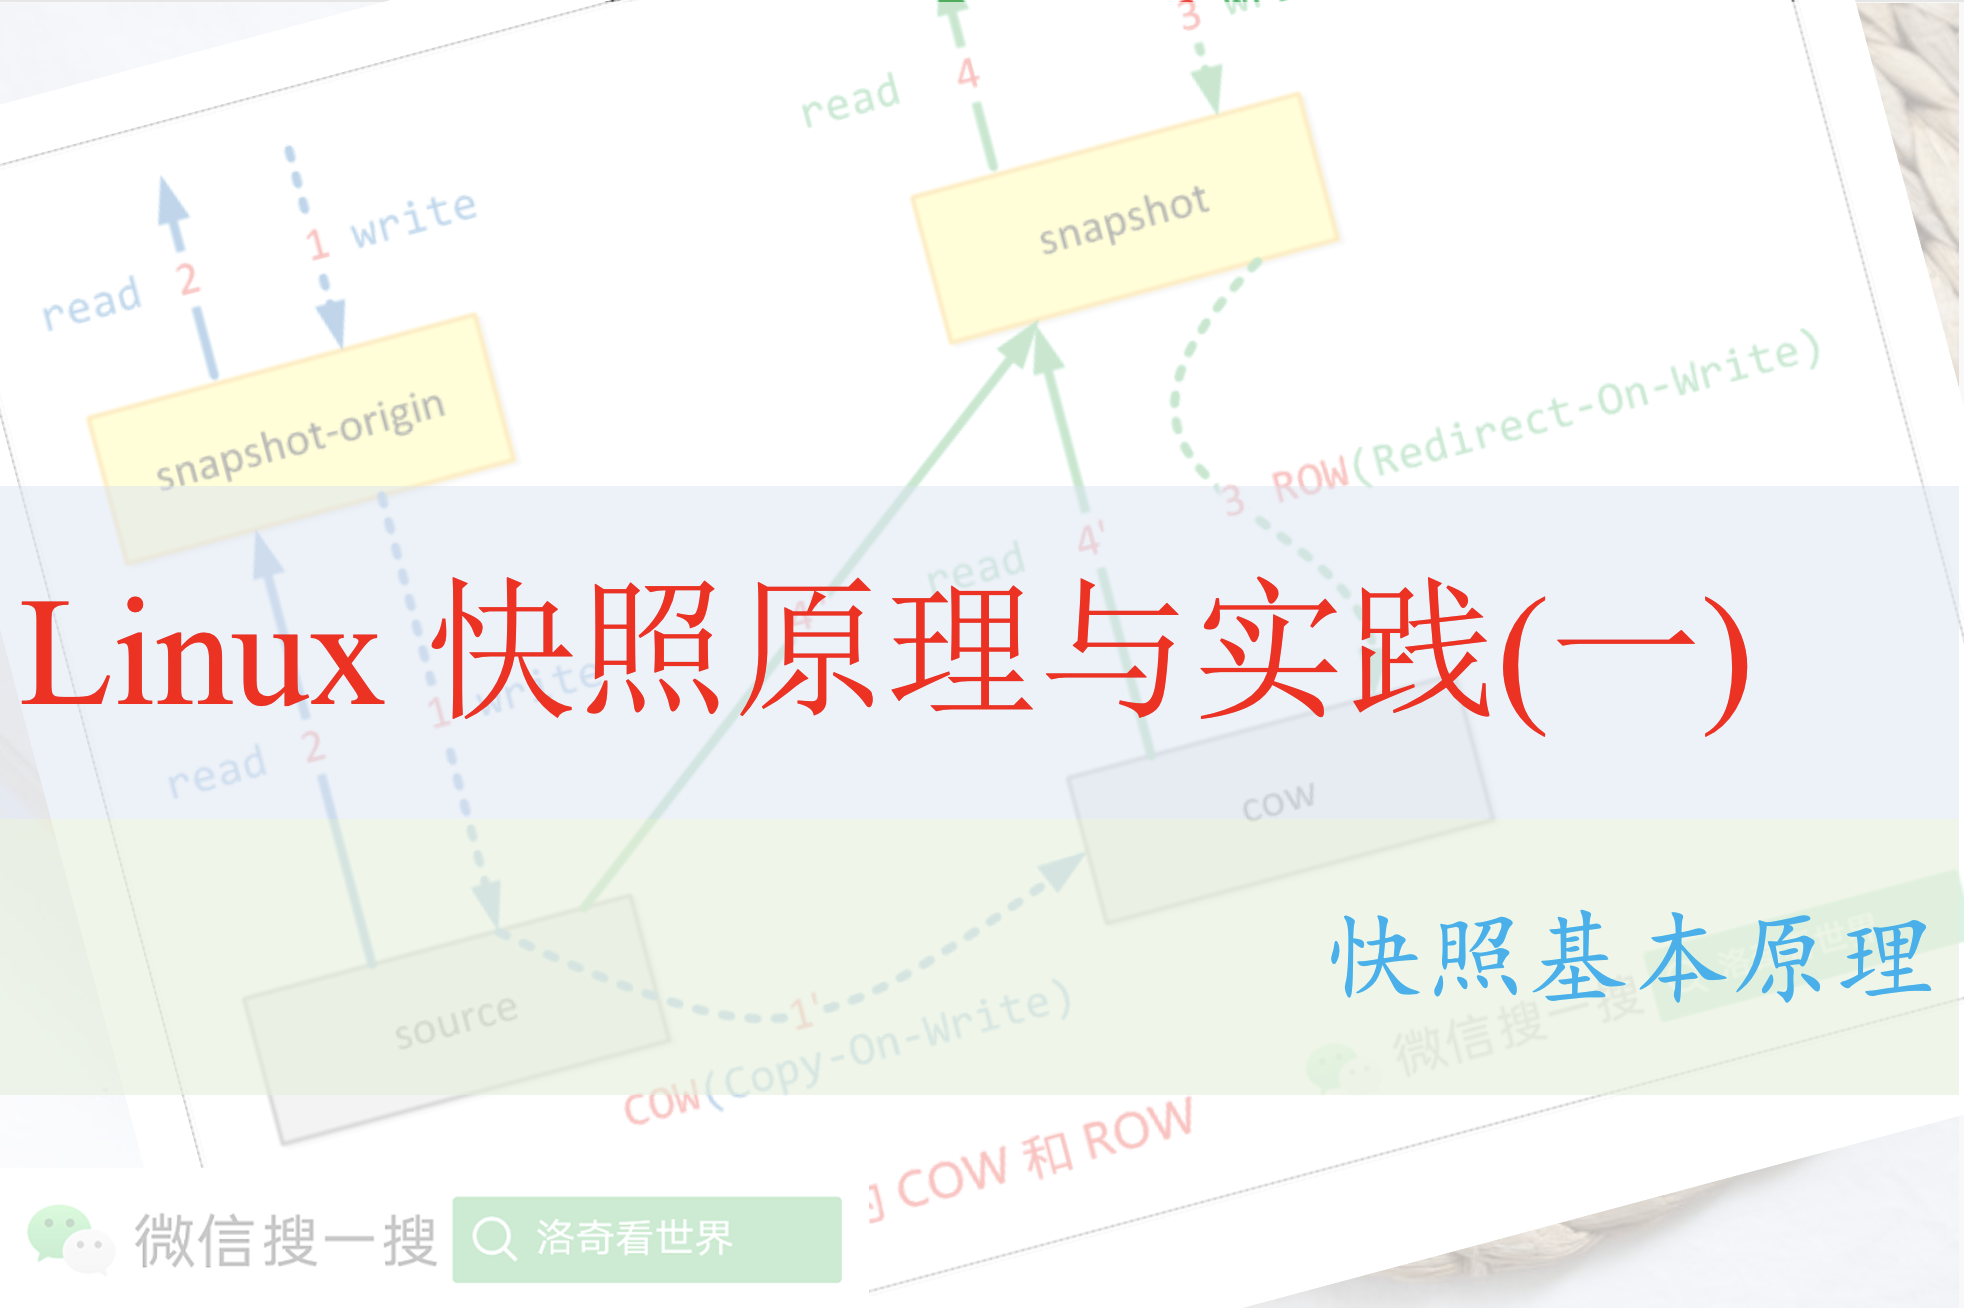 3
read 4
write
1
snapshot
read 2
snapshot-origin
3 ROW(Redirect-On-Write)
4'
read
4
Linux 快照原理与实践(一)
1 write
read 2
cow
快照基本原理
source
1'
COW(Copy-On-Write)
微信搜一搜
COW 和 ROW
微信搜一搜 洛奇看世界